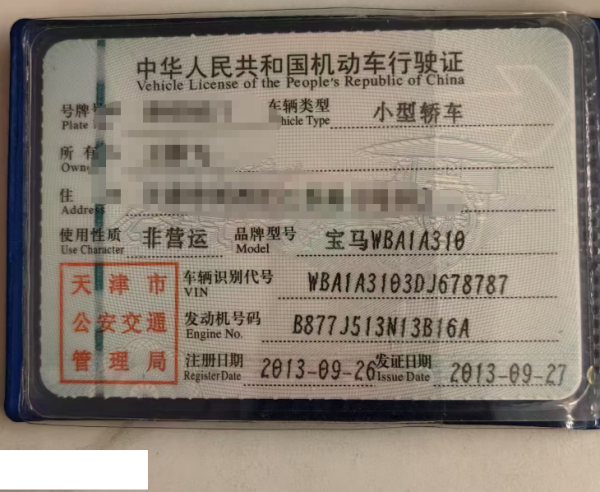 中华人民共和国机动车行驶证
Vehicle License of the People's Republic of China
号牌 车辆类型 小型轿车
Plate Vehicle Type
所有
Owne
住
Address
使用性质 非营运 品牌型号 宝马WBA1A310
Use Character Model
天津市 车辆识别代号 WBA1A3103DJ678787
VIN
公安交通 发动机号码 B877J513N13B16A
Engine No.
管理局 注册日期 2013-09-26 发证日期 2013-09-27
Register Date Issue Date